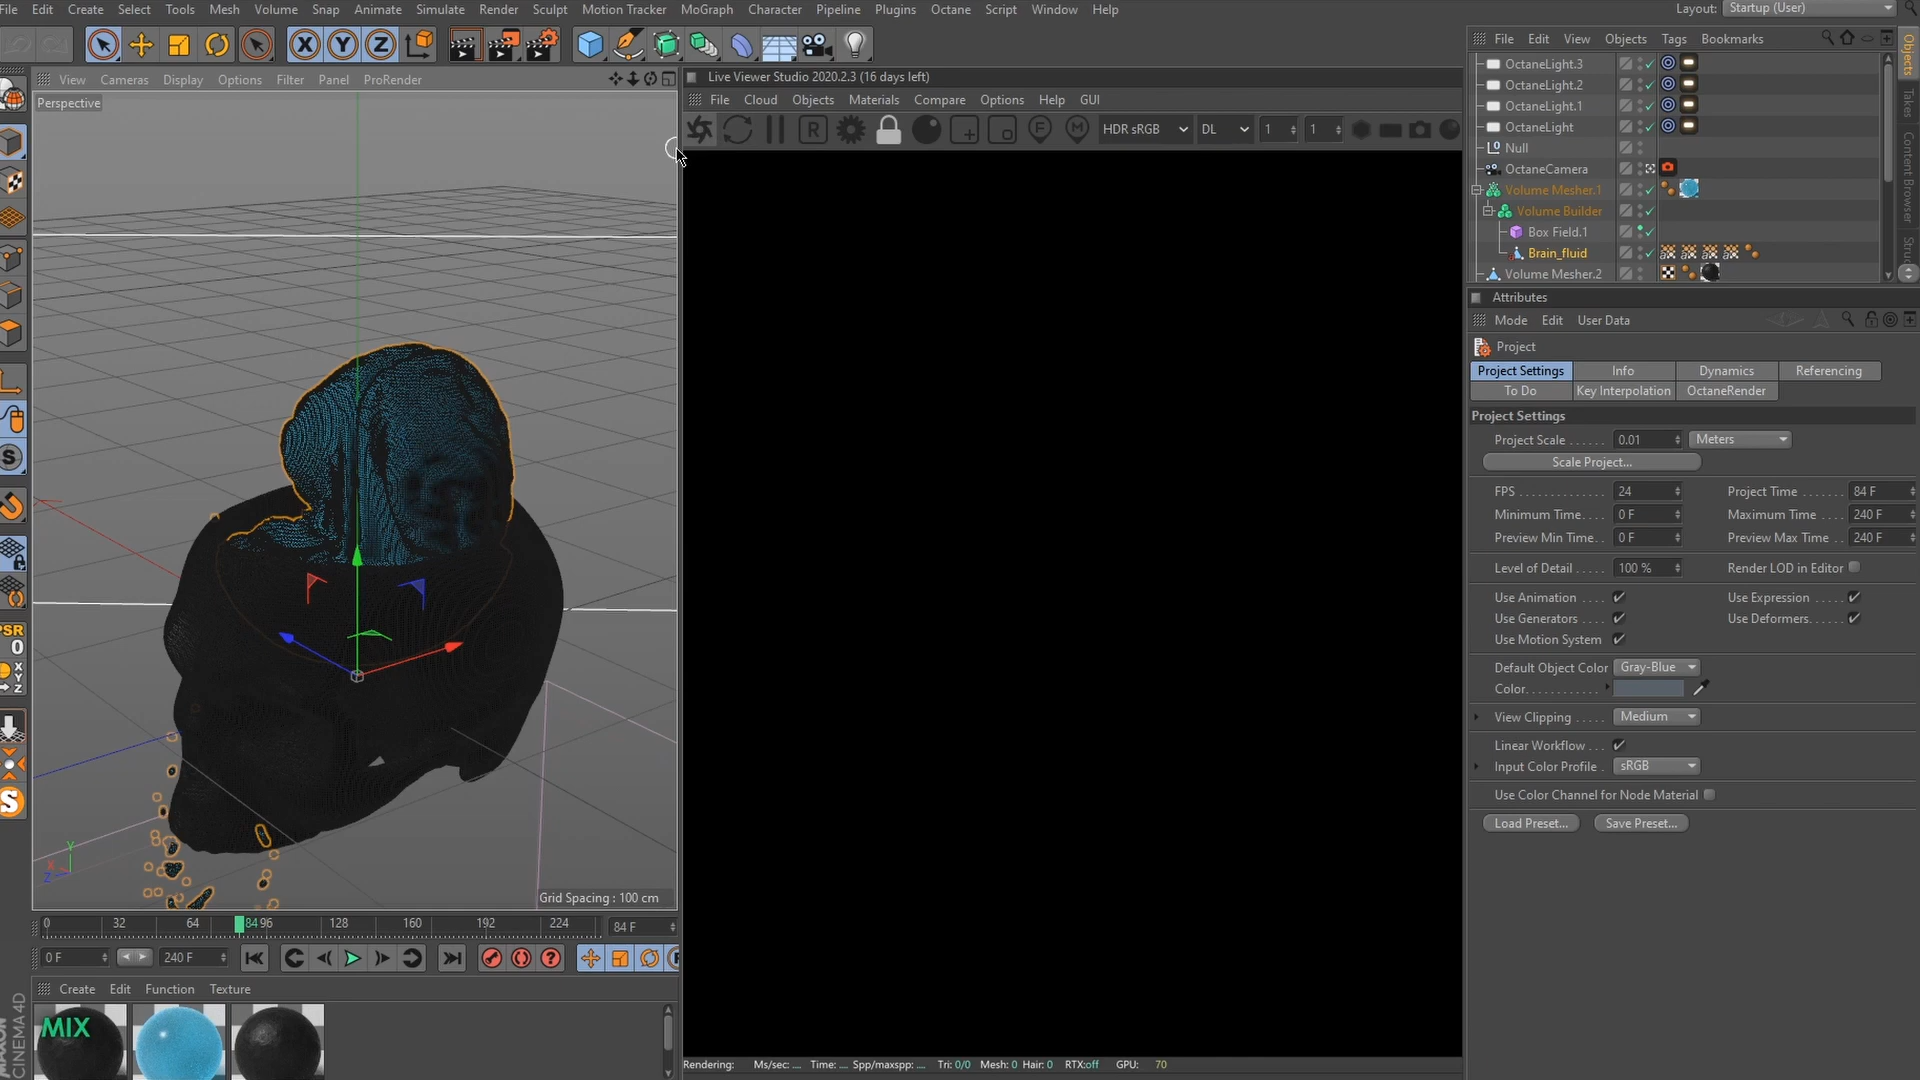 File Edit Create Select Tools Mesh Volume Snap Animate Simulate Render Sculpt Motion Tracker MoGraph Character Pipeline Plugins Octane Script Window Help
Layout: Startup (User)
X Y Z
View Cameras Display Options Filter Panel ProRender
Perspective
Grid Spacing : 100 cm
Y
X
Z
S
PSR
0
X
Y
Z
S
Live Viewer Studio 2020.2.3 (16 days left)
File Cloud Objects Materials Compare Options Help GUI
R F M HDR sRGB DL 1 1
Rendering: Ms/sec: .... Time: .... Spp/maxspp: .... Tri: 0/0 Mesh: 0 Hair: 0 RTX:off GPU: 70
0 32 64 84 96 128 160 192 224 84 F
0 F 240 F
Create Edit Function Texture
MIX
MAXON
CINEMA 4D
File Edit View Objects Tags Bookmarks
OctaneLight.3
OctaneLight.2
OctaneLight.1
OctaneLight
Null
OctaneCamera
Volume Mesher.1
Volume Builder
Box Field.1
Brain_fluid
Volume Mesher.2
Objects
Takes
Content Browser
Attributes
Mode Edit User Data
Project
Project Settings Info Dynamics Referencing
To Do Key Interpolation OctaneRender
Project Settings
Project Scale ...... 0.01 Meters
Scale Project...
FPS ............. 24 Project Time ....... 84 F
Minimum Time.... 0 F Maximum Time .... 240 F
Preview Min Time.. 0 F Preview Max Time .. 240 F
Level of Detail ..... 100 % Render LOD in Editor
Use Animation .... Use Expression .....
Use Generators .... Use Deformers......
Use Motion System
Default Object Color Gray-Blue
Color............
View Clipping ..... Medium
Linear Workflow ...
Input Color Profile . sRGB
Use Color Channel for Node Material
Load Preset... Save Preset...